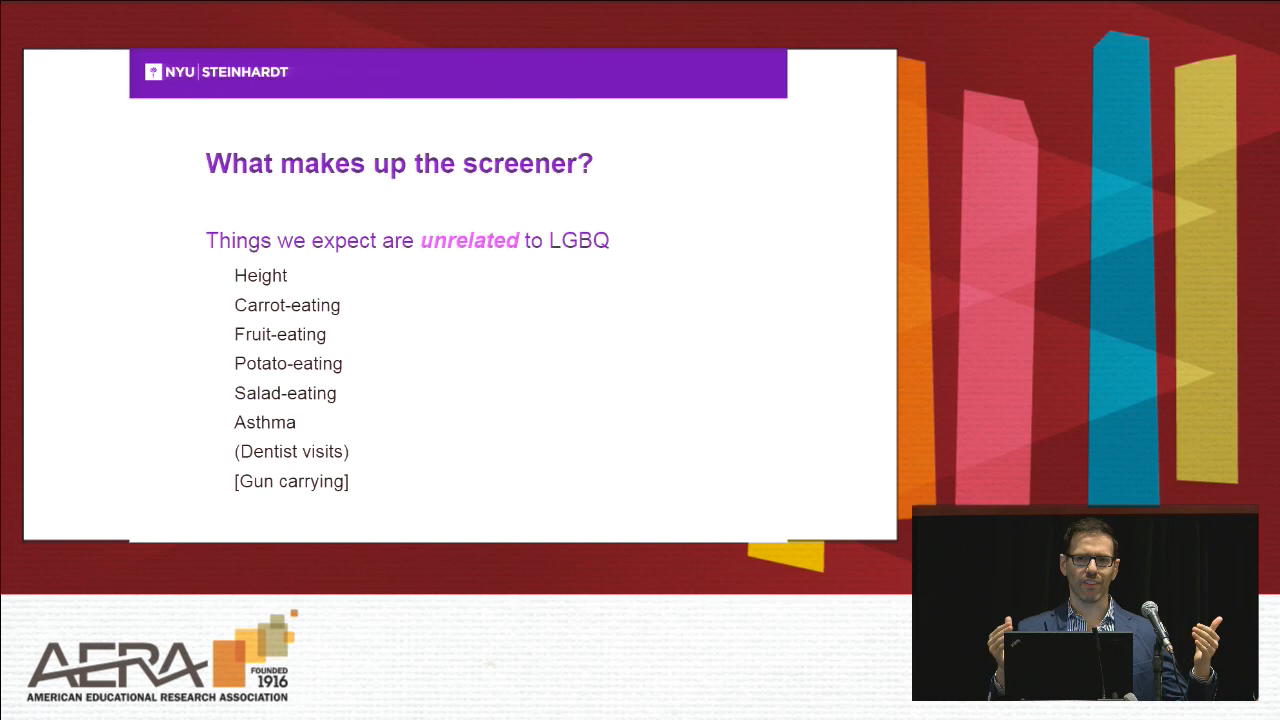 NYU | STEINHARDT
What makes up the screener?
Things we expect are unrelated to LGBQ
Height
Carrot-eating
Fruit-eating
Potato-eating
Salad-eating
Asthma
(Dentist visits)
[Gun carrying]
AERA
FOUNDED
1916
AMERICAN EDUCATIONAL RESEARCH ASSOCIATION